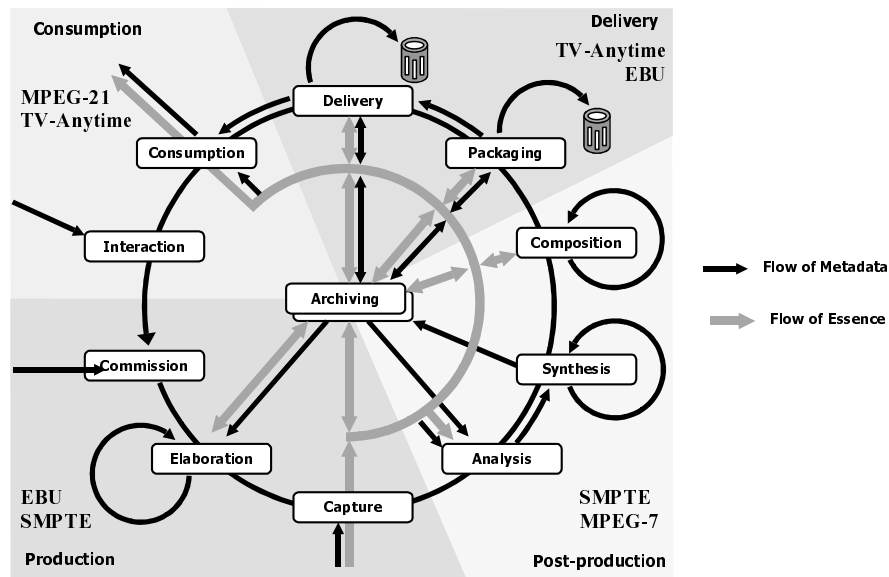 Consumption
Delivery
TV-Anytime
EBU
MPEG-21
TV-Anytime
Delivery
Consumption
Packaging
Interaction
Composition
Archiving
Flow of Metadata
Flow of Essence
Commission
Synthesis
Elaboration
Analysis
Capture
EBU
SMPTE
SMPTE
MPEG-7
Production
Post-production